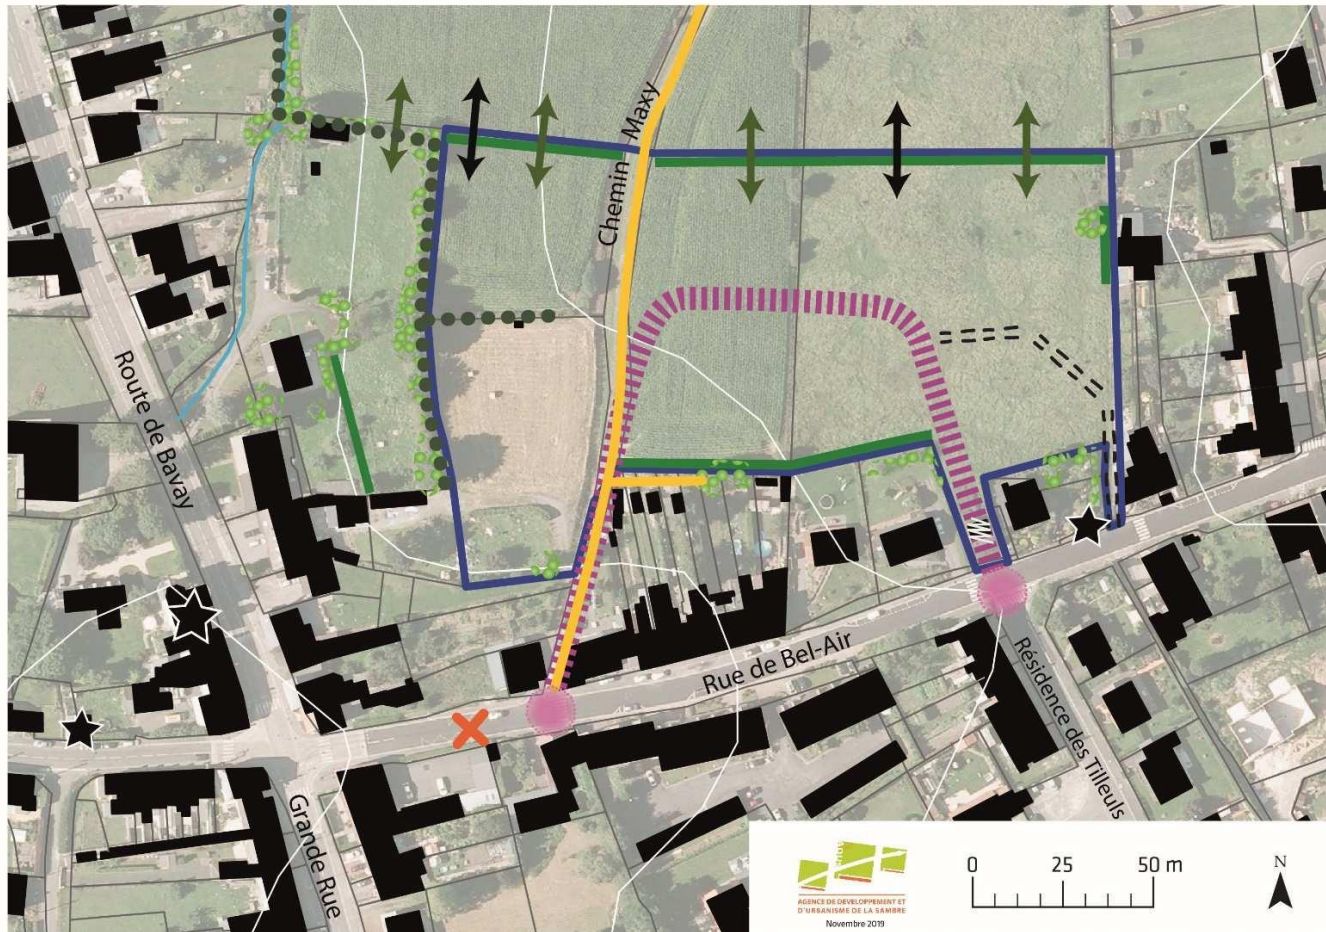 Chemin Maxy
Route de Bavay
Rue de Bel-Air
Résidence des Tilleuls
Grande Rue
0 25 50 m
N
AGENCE DE DEVELOPPEMENT ET
D'URBANISME DE LA SAMBRE
Novembre 2019